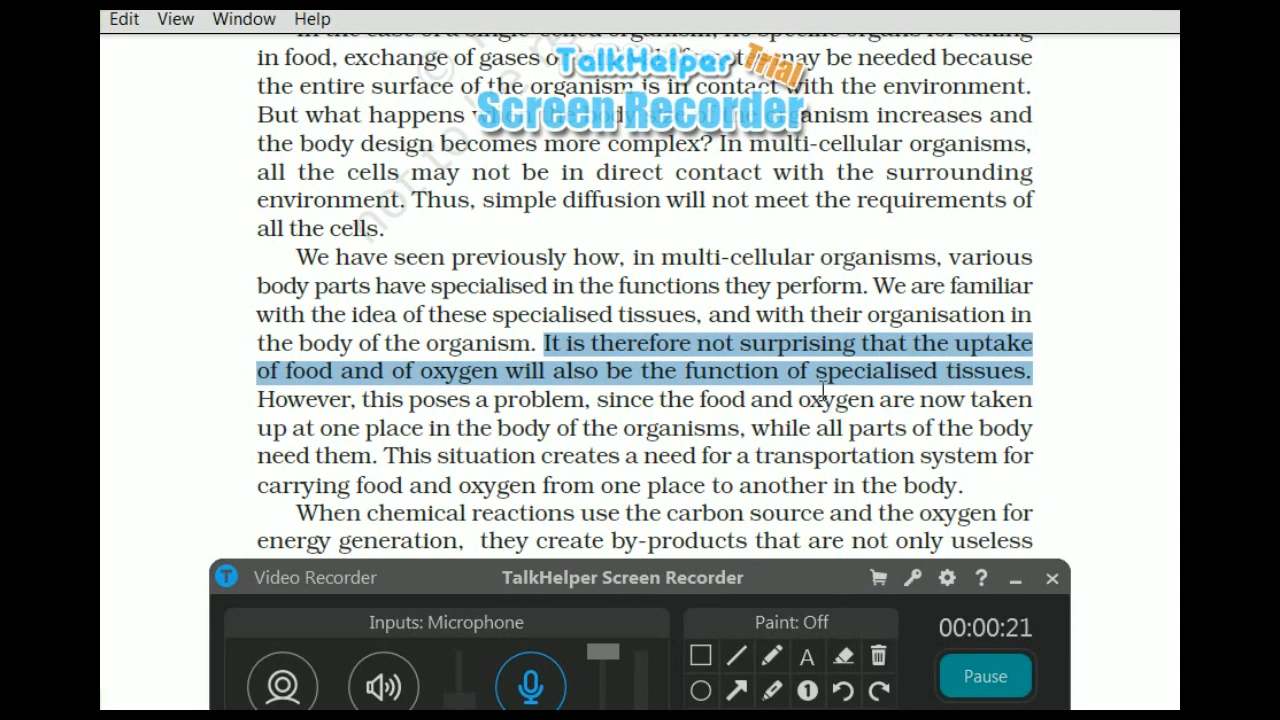 Edit View Window Help
in food, exchange of gases may be needed because
the entire surface of the organism is in contact with the environment.
But what happens increases and
the body design becomes more complex? In multi-cellular organisms,
all the cells may not be in direct contact with the surrounding
environment. Thus, simple diffusion will not meet the requirements of
all the cells.
We have seen previously how, in multi-cellular organisms, various
body parts have specialised in the functions they perform. We are familiar
with the idea of these specialised tissues, and with their organisation in
the body of the organism. It is therefore not surprising that the uptake
of food and of oxygen will also be the function of specialised tissues.
However, this poses a problem, since the food and oxygen are now taken
up at one place in the body of the organisms, while all parts of the body
need them. This situation creates a need for a transportation system for
carrying food and oxygen from one place to another in the body.
When chemical reactions use the carbon source and the oxygen for
energy generation, they create by-products that are not only useless
TalkHelper Trial
Screen Recorder
T Video Recorder TalkHelper Screen Recorder ?
Inputs: Microphone Paint: Off 00:00:21
A
1
Pause